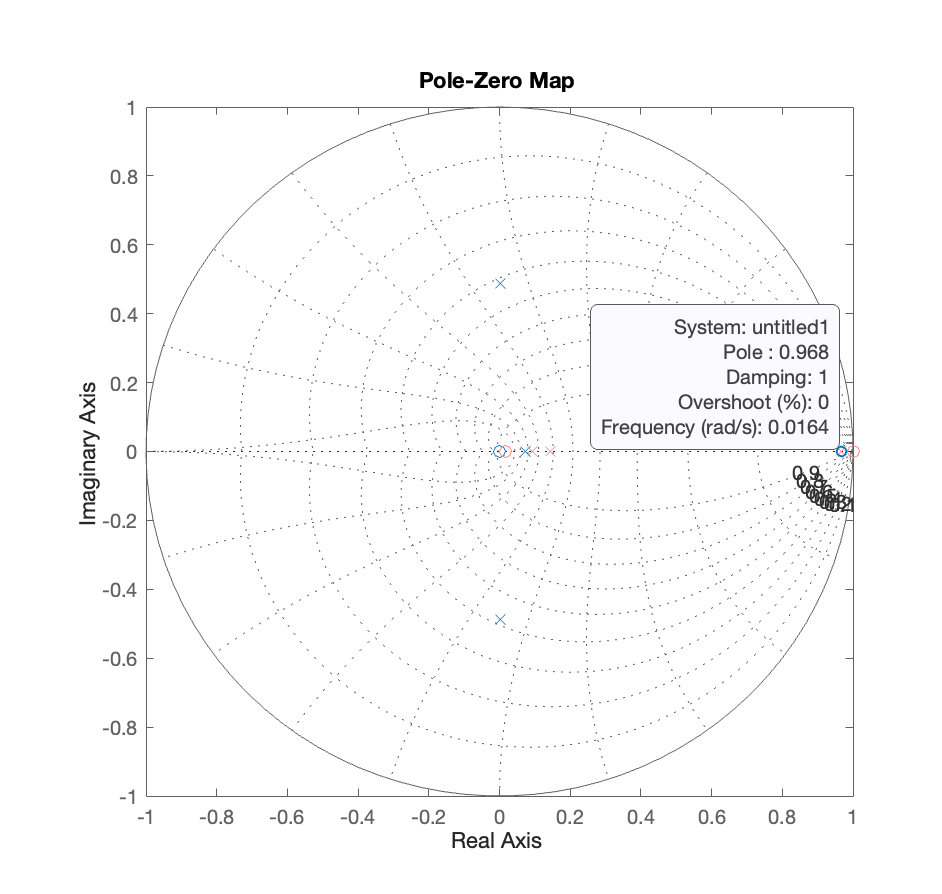 Pole-Zero Map
1
0.8
0.6
0.4
0.2
0
-0.2
-0.4
-0.6
-0.8
-1
Imaginary Axis
System: untitled1
Pole : 0.968
Damping: 1
Overshoot (%): 0
Frequency (rad/s): 0.0164
0.9
-1 -0.8 -0.6 -0.4 -0.2 0 0.2 0.4 0.6 0.8 1
Real Axis